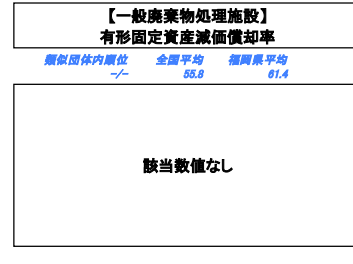 【一般廃棄物処理施設】
有形固定資産減価償却率
類似団体内順位 全国平均 福岡県平均
-/- 55.8 61.4
該当数値なし